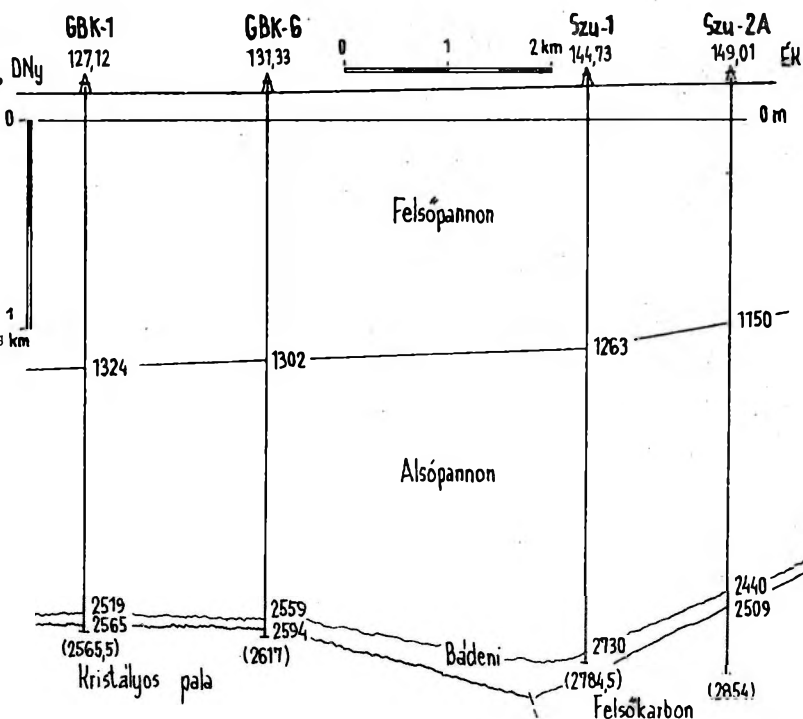 GBK-1 GBK-6 Szu-1 Szu-2A
127,12 131,33 0 1 2 km 144,73 149,01
DNy ÉK
0 0 m
Felsőpannon
1
km
1324 1302 1263 1150
Alsópannon
2519 2559 2730 2440
2565 2594 2509
(2565,5) (2617) (2784,5) (2854)
Bádeni
Kristályos pala
Felsőkarbon